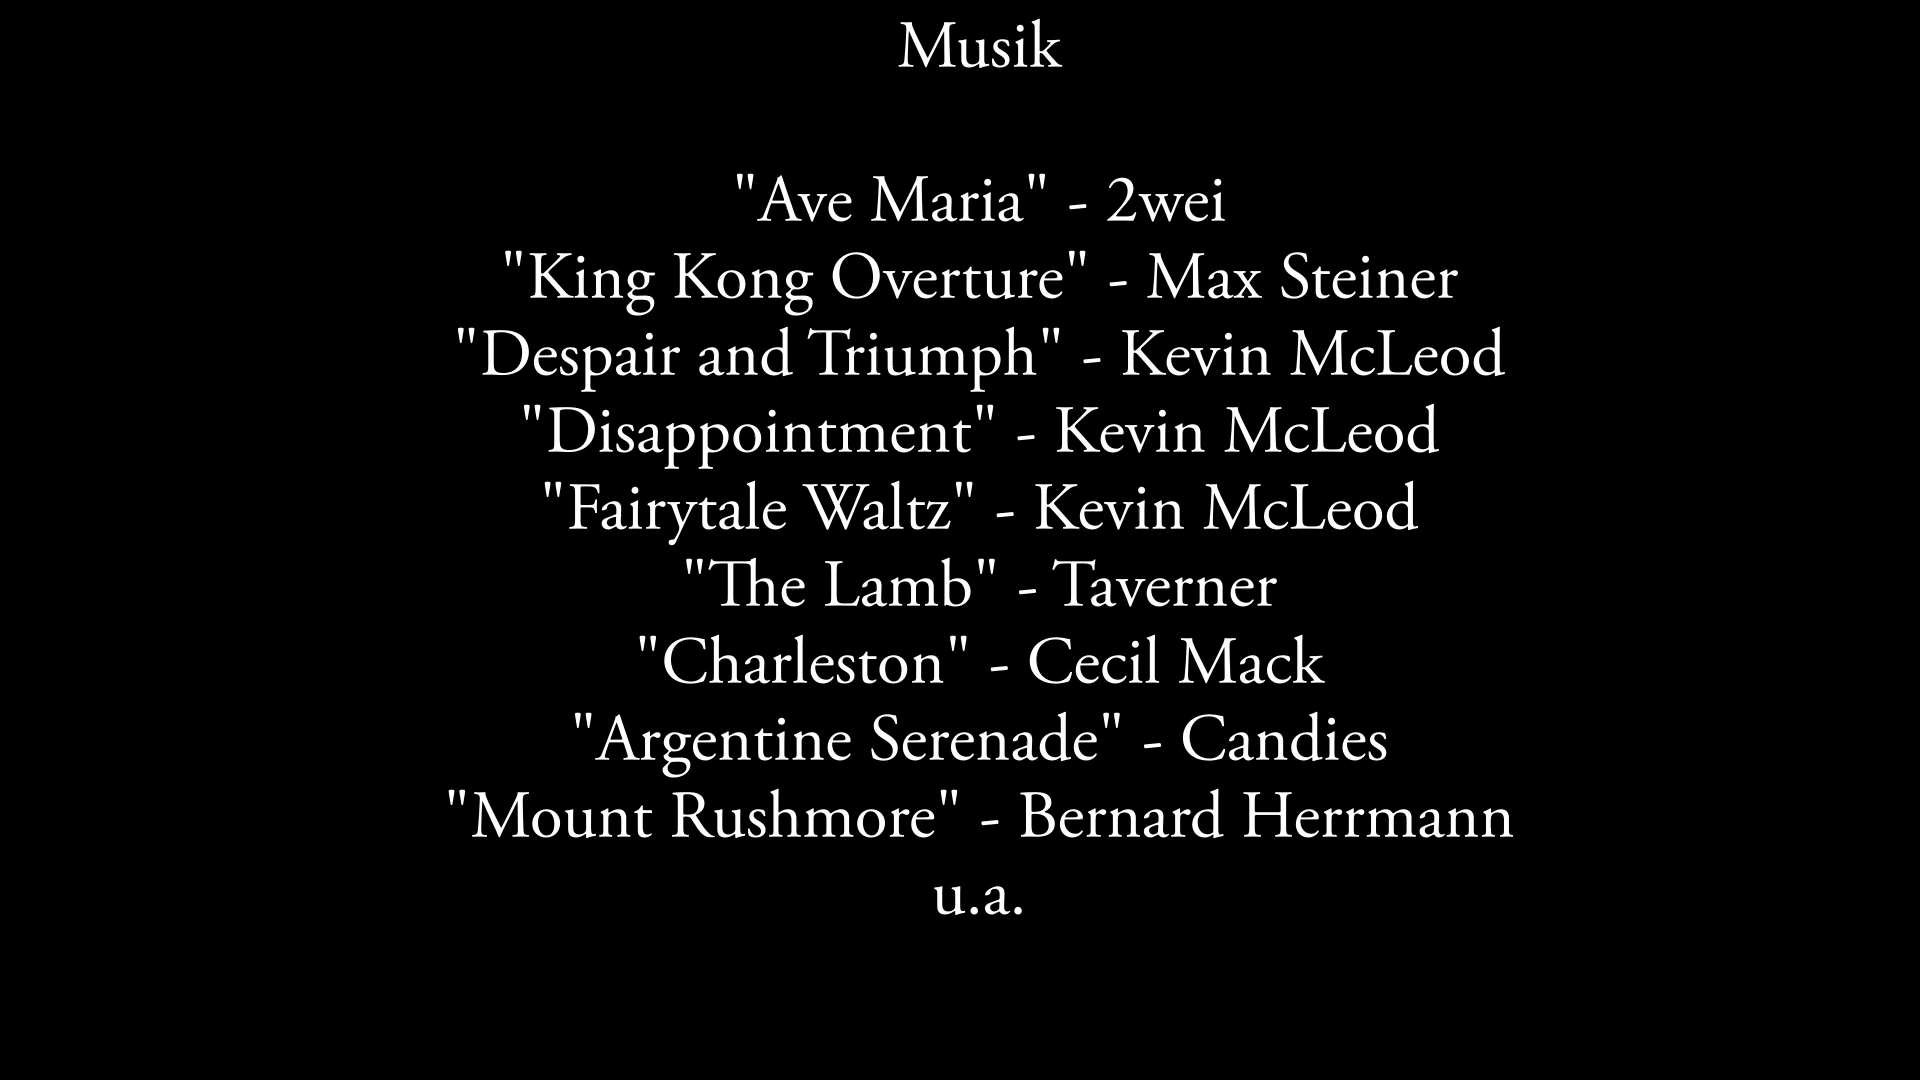 Musik
"Ave Maria" - 2wei
"King Kong Overture" - Max Steiner
"Despair and Triumph" - Kevin McLeod
"Disappointment" - Kevin McLeod
"Fairytale Waltz" - Kevin McLeod
"The Lamb" - Taverner
"Charleston" - Cecil Mack
"Argentine Serenade" - Candies
"Mount Rushmore" - Bernard Herrmann
u.a.